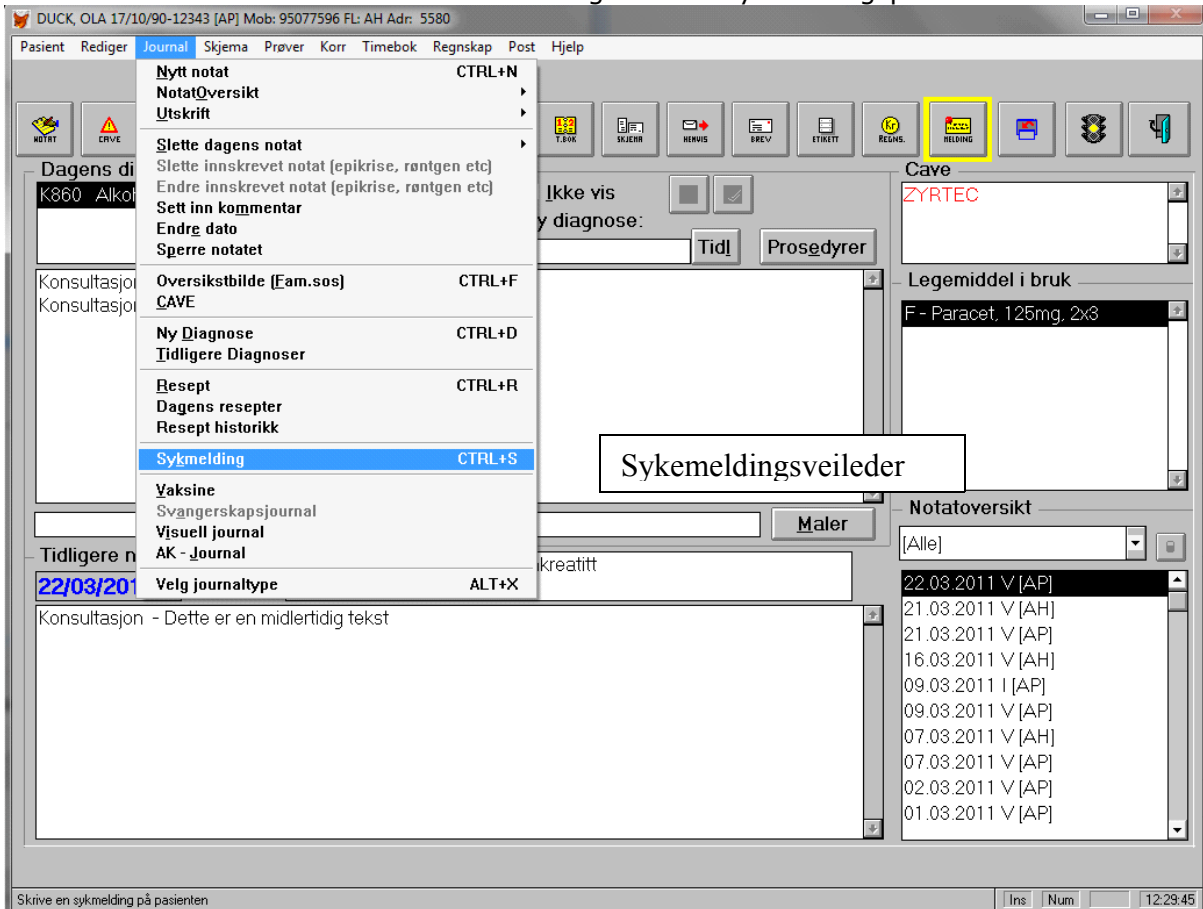 DUCK, OLA 17/10/90-12343 [AP] Mob: 95077596 FL: AH Adr: 5580
Pasient Rediger Journal Skjema Prøver Korr Timebok Regnskap Post Hjelp
Nytt notat CTRL+N
NotatOversikt
Utskrift
Slette dagens notat
Slette innskrevet notat (epikrise, røntgen etc)
Endre innskrevet notat (epikrise, røntgen etc)
Sett inn kommentar
Endre dato
Sperre notatet
Oversikstbilde (Fam.sos) CTRL+F
CAVE
Ny Diagnose CTRL+D
Tidligere Diagnoser
Resept CTRL+R
Dagens resepter
Resept historikk
Sykmelding CTRL+S
Vaksine
Svangerskapsjournal
Visuell journal
AK - Journal
Velg journaltype ALT+X
NOTAT CAVE T.BOK SKJEMA HENVIS BREV ETIKETT REGNS. MELDING
Dagens di
K860 Alkoh
Ikke vis
y diagnose:
Tidl Prosedyrer
Konsultasjon
Konsultasjon
Cave
ZYRTEC
Legemiddel i bruk
F - Paracet, 125mg, 2x3
Sykemeldingsveileder
Maler
Tidligere n
22/03/201
kreatitt
Konsultasjon - Dette er en midlertidig tekst
Notatoversikt
[Alle]
22.03.2011 V [AP]
21.03.2011 V [AH]
21.03.2011 V [AP]
16.03.2011 V [AH]
09.03.2011 I [AP]
09.03.2011 V [AP]
07.03.2011 V [AH]
07.03.2011 V [AP]
02.03.2011 V [AP]
01.03.2011 V [AP]
Skrive en sykmelding på pasienten Ins Num 12:29:45